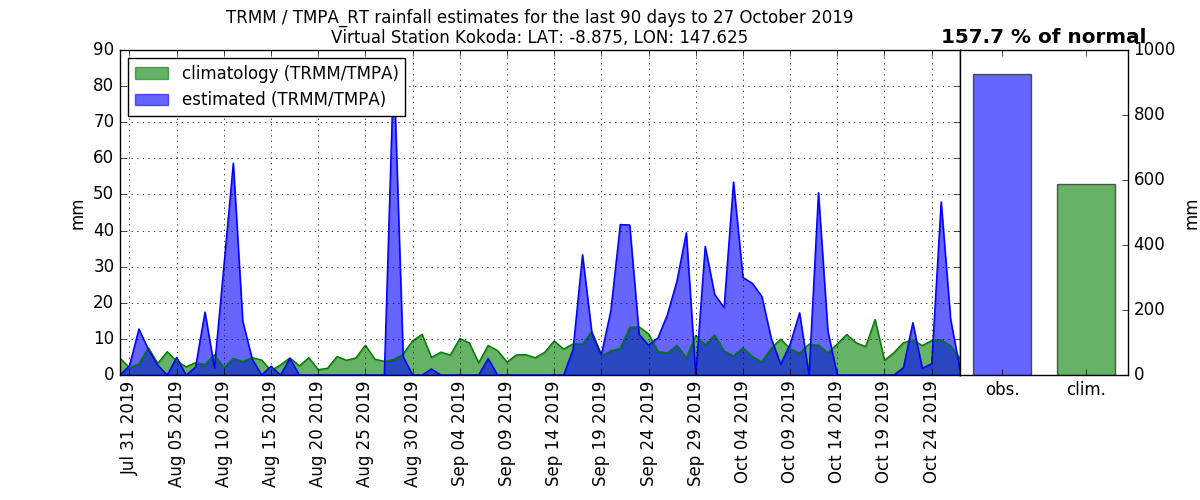 TRMM / TMPA_RT rainfall estimates for the last 90 days to 27 October 2019
Virtual Station Kokoda: LAT: -8.875, LON: 147.625
157.7 % of normal
climatology (TRMM/TMPA)
estimated (TRMM/TMPA)
mm
90
80
70
60
50
40
30
20
10
0
Jul 31 2019
Aug 05 2019
Aug 10 2019
Aug 15 2019
Aug 20 2019
Aug 25 2019
Aug 30 2019
Sep 04 2019
Sep 09 2019
Sep 14 2019
Sep 19 2019
Sep 24 2019
Sep 29 2019
Oct 04 2019
Oct 09 2019
Oct 14 2019
Oct 19 2019
Oct 24 2019
obs.
clim.
1000
800
600
400
200
0
mm